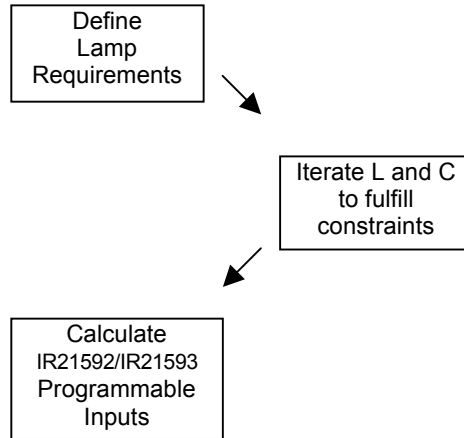 Define
Lamp
Requirements
Iterate L and C
to fulfill
constraints
Calculate
IR21592/IR21593
Programmable
Inputs